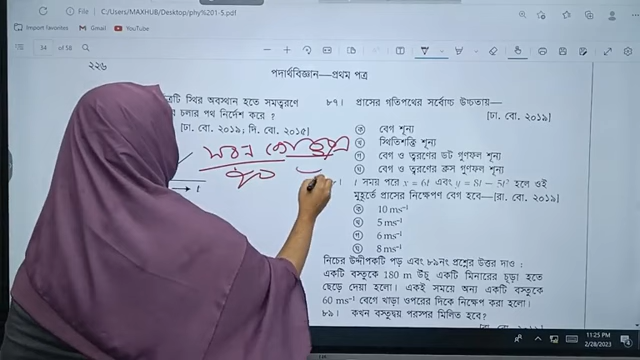 C:/Users/MAXHUB/Desktop/phy%201-5.pdf
Import favorites
Gmail
YouTube
34
of 58
২২৬
পদার্থবিজ্ঞান—প্রথম পত্র
ত্রটি স্থির অবস্থান হতে সমত্বরণে
র চলার পথ নির্দেশ করে ?
[ঢা. বো. ২০১৯, দি. বো. ২০১৫]
t
৮৭। প্রাসের গতিপথের সর্বোচ্চ উচ্চতায়—
[ঢা. বো. ২০১৯]
ক বেগ শূন্য
খ স্থিতিশক্তি শূন্য
গ বেগ ও ত্বরণের ডট গুণফল শূন্য
ঘ বেগ ও ত্বরণের ক্রস গুণফল শূন্য
। t সময় পরে x = 6t এবং y = 8t − 5t² হলে ওই
মুহূর্তে প্রাসের নিক্ষেপণ বেগ হবে—[রা. বো. ২০১৯]
ক 10 ms⁻¹
খ 5 ms⁻¹
গ 6 ms⁻¹
ঘ 8 ms⁻¹
নিচের উদ্দীপকটি পড় এবং ৮৯নং প্রশ্নের উত্তর দাও :
একটি বস্তুকে 180 m উঁচু একটি মিনারের চূড়া হতে
ছেড়ে দেয়া হলো। একই সময়ে অন্য একটি বস্তুকে
60 ms⁻¹ বেগে খাড়া ওপরের দিকে নিক্ষেপ করা হলো।
৮৯। কখন বস্তুদ্বয় পরস্পর মিলিত হবে?
11:25 PM
2/28/2023